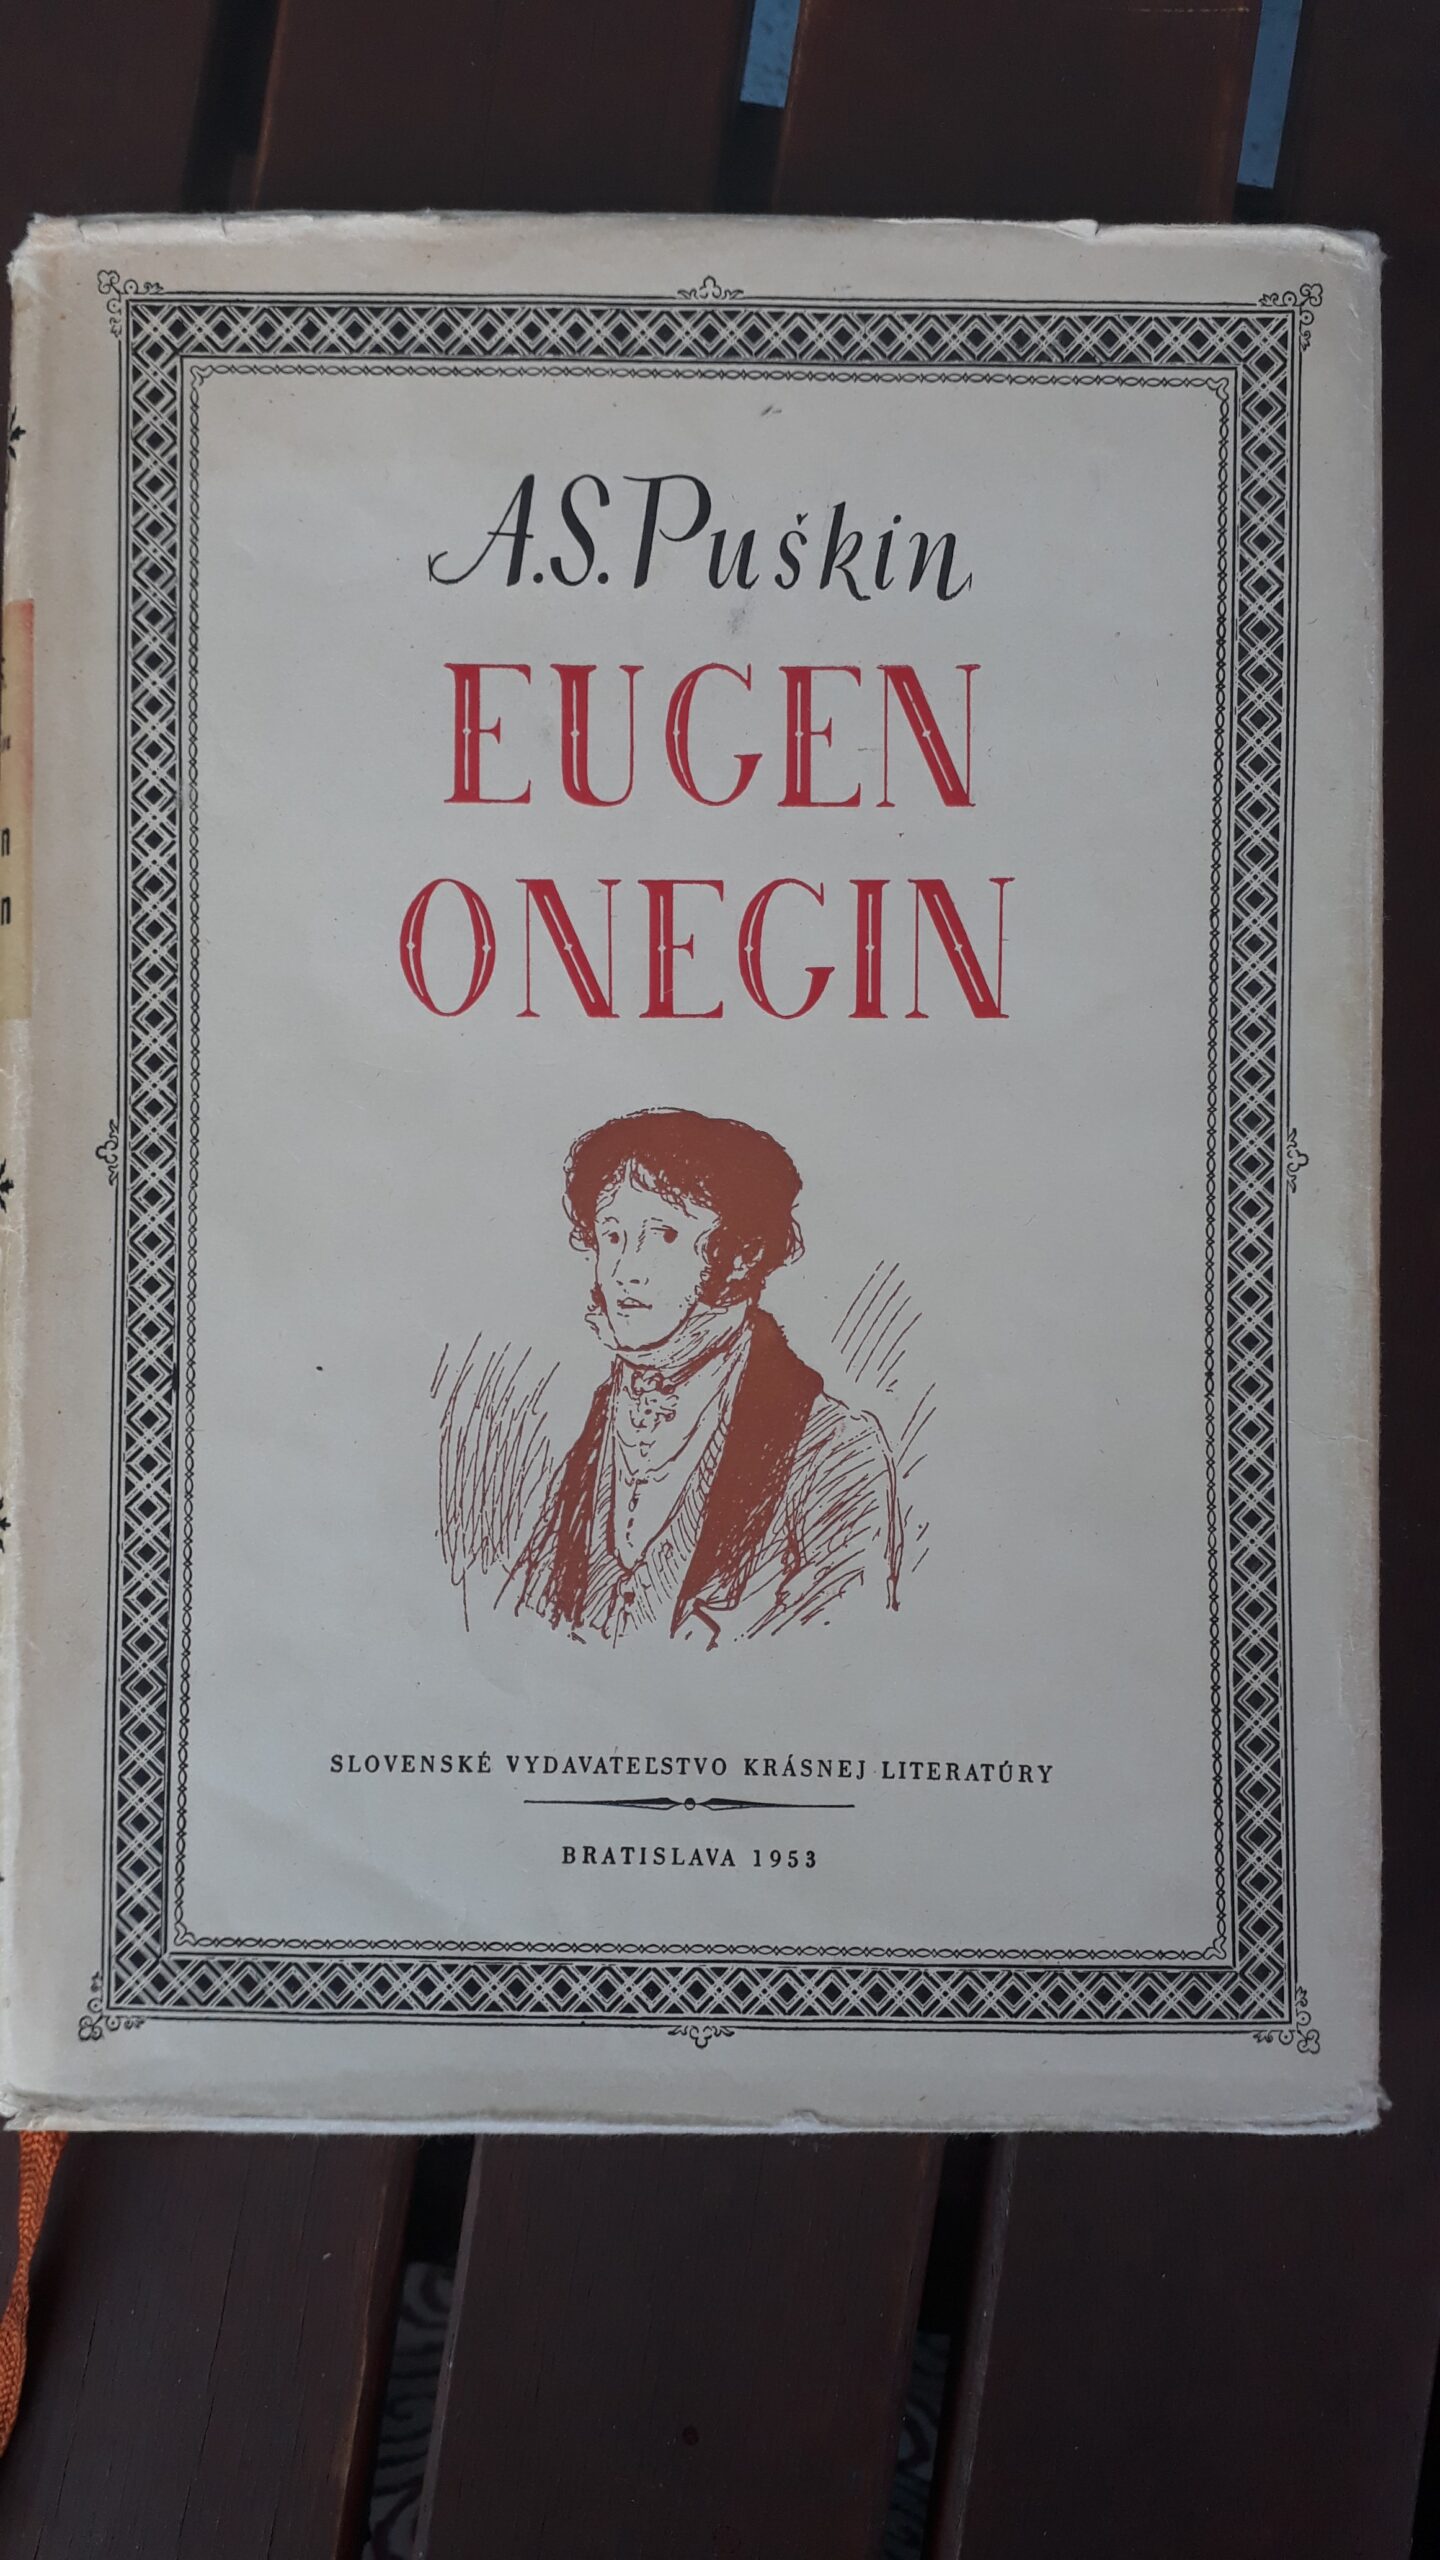 A.S.Puškin
EUGEN
ONEGIN
SLOVENSKÉ VYDAVATEĽSTVO KRÁSNEJ LITERATÚRY
BRATISLAVA 1953